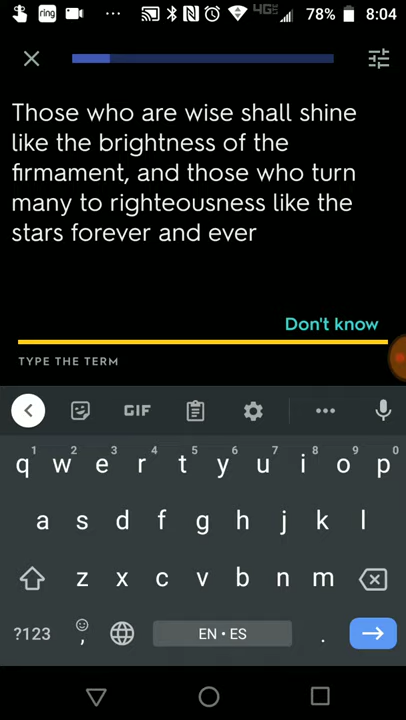 ring
4G
78%
8:04
Those who are wise shall shine
like the brightness of the
firmament, and those who turn
many to righteousness like the
stars forever and ever
Don't know
TYPE THE TERM
GIF
1 2 3 4 5 6 7 8 9 0
q w e r t y u i o p
a s d f g h j k l
z x c v b n m
?123 , EN • ES .